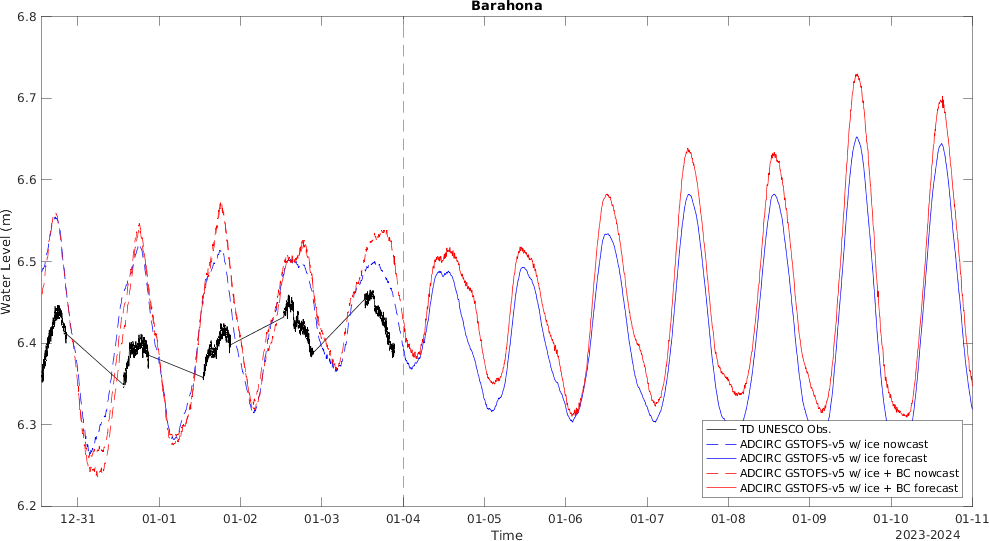 Barahona
Water Level (m)
6.8
6.7
6.6
6.5
6.4
6.3
6.2
TD UNESCO Obs.
ADCIRC GSTOFS-v5 w/ ice nowcast
ADCIRC GSTOFS-v5 w/ ice forecast
ADCIRC GSTOFS-v5 w/ ice + BC nowcast
ADCIRC GSTOFS-v5 w/ ice + BC forecast
12-31 01-01 01-02 01-03 01-04 01-05 01-06 01-07 01-08 01-09 01-10 01-11
Time
2023-2024